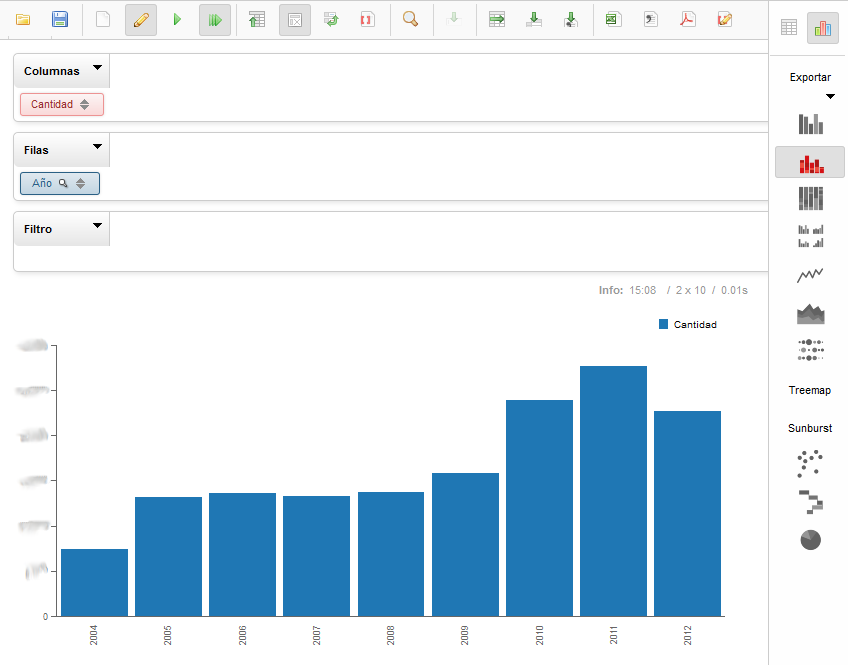 Columnas
Cantidad
Filas
Año
Filtro
Info: 15:08 / 2 x 10 / 0.01s
Cantidad
0
2004 2005 2006 2007 2008 2009 2010 2011 2012
Exportar
Treemap
Sunburst